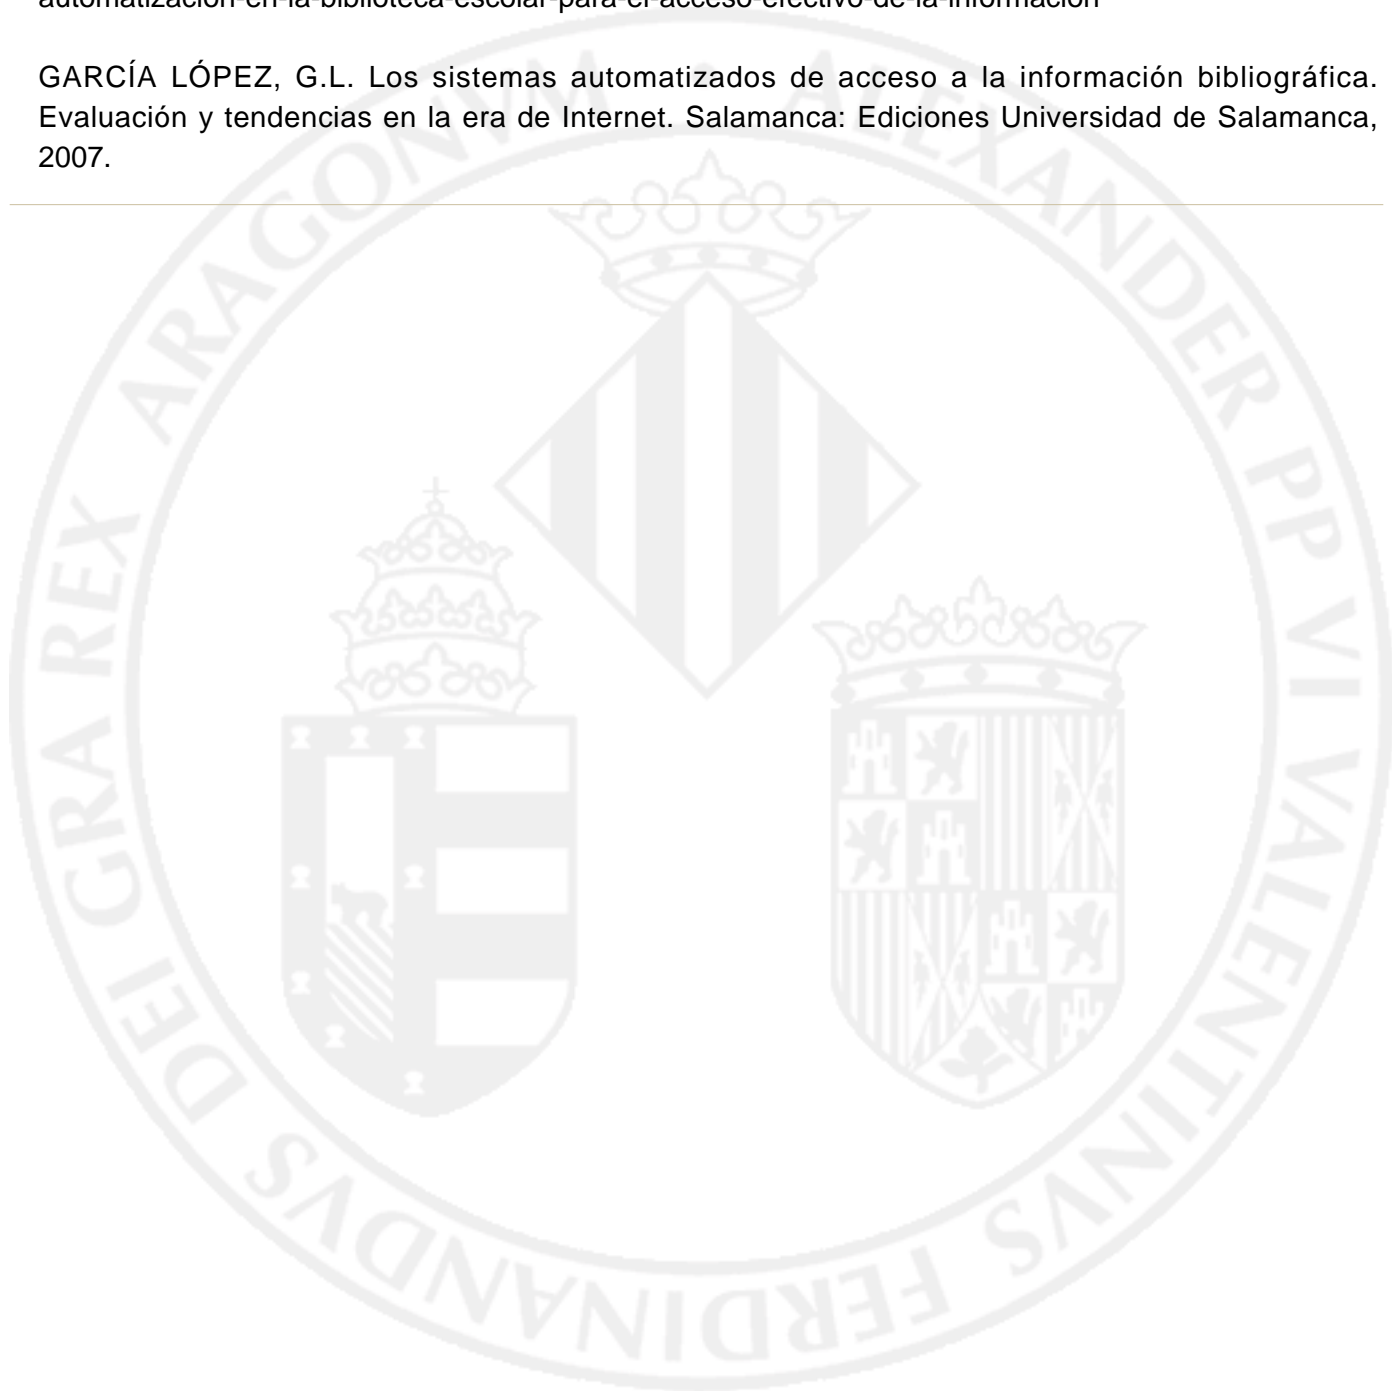 automatización-en-la-biblioteca-escolar-para-el-acceso-efectivo-de-la-información
GARCÍA LÓPEZ, G.L. Los sistemas automatizados de acceso a la información bibliográfica.
Evaluación y tendencias en la era de Internet. Salamanca: Ediciones Universidad de Salamanca,
2007.
ALEXANDER PP VI VALENTINVS FERDINANDVS DEI GRA REX ARAGONVM